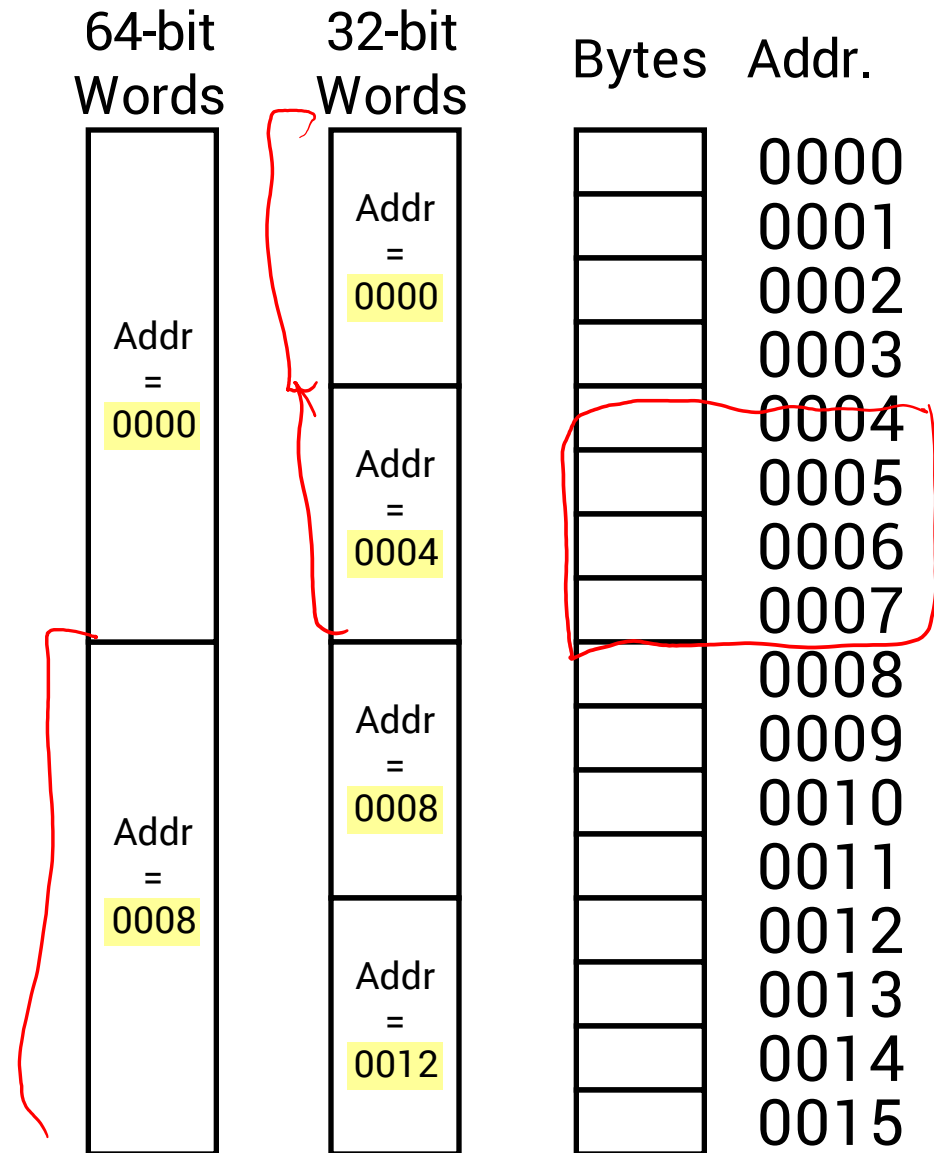 64-bit
Words
Addr
=
0000
Addr
=
0008
32-bit
Words
Addr
=
0000
Addr
=
0004
Addr
=
0008
Addr
=
0012
Bytes Addr.
0000
0001
0002
0003
0004
0005
0006
0007
0008
0009
0010
0011
0012
0013
0014
0015